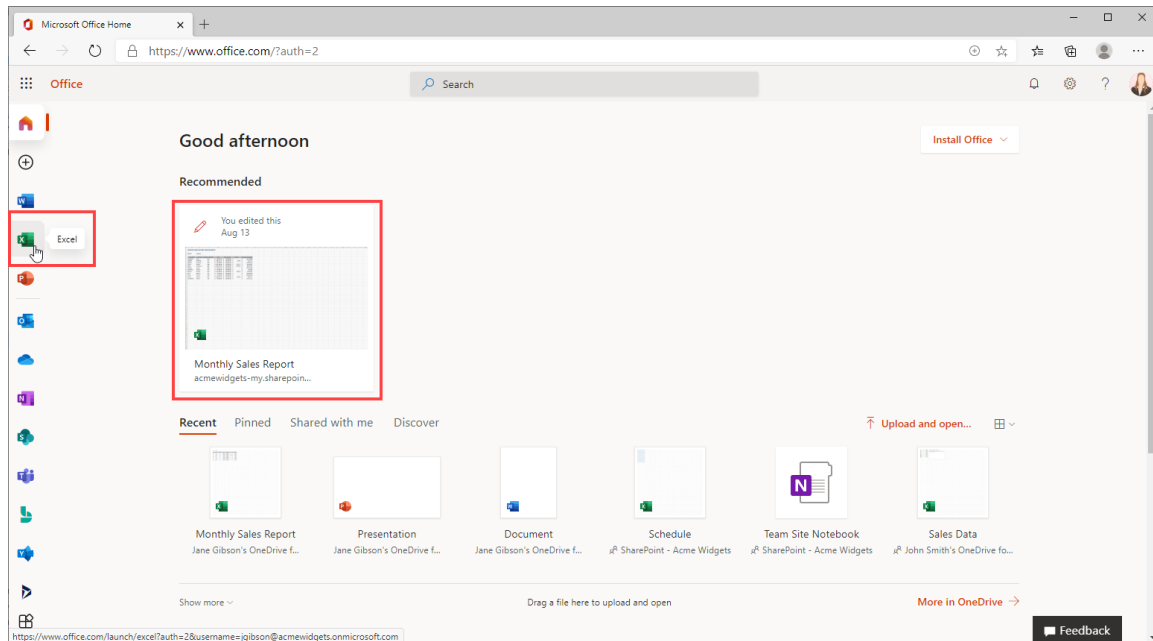 Microsoft Office Home
https://www.office.com/?auth=2
Office
Search
Good afternoon
Install Office
Recommended
You edited this
Aug 13
Excel
Monthly Sales Report
acmewidgets-my.sharepoin...
Recent Pinned Shared with me Discover
Upload and open...
Monthly Sales Report
Jane Gibson's OneDrive f...
Presentation
Jane Gibson's OneDrive f...
Document
Jane Gibson's OneDrive f...
Schedule
SharePoint - Acme Widgets
Team Site Notebook
SharePoint - Acme Widgets
Sales Data
John Smith's OneDrive fo...
Show more
Drag a file here to upload and open
More in OneDrive
Feedback
https://www.office.com/launch/excel?auth=2&username=jgibson@acmewidgets.onmicrosoft.com